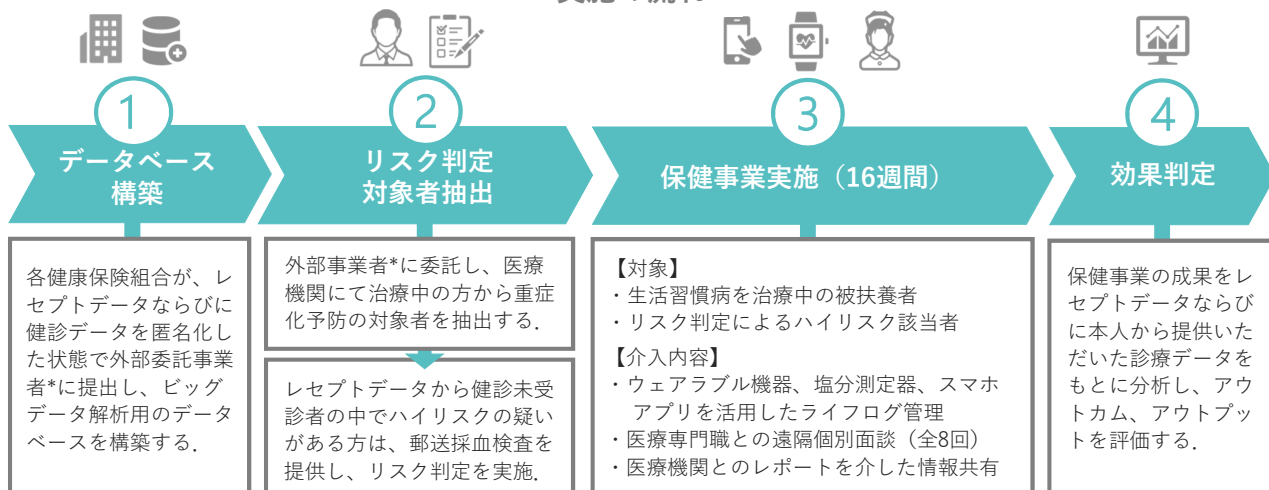 1
データベース
構築
各健康保険組合が、レ
セプトデータならびに
健診データを匿名化し
た状態で外部委託事業
者*に提出し、ビッグ
データ解析用のデータ
ベースを構築する.
2
リスク判定
対象者抽出
外部事業者*に委託し、医療
機関にて治療中の方から重症
化予防の対象者を抽出する.
レセプトデータから健診未受
診者の中でハイリスクの疑い
がある方は、郵送採血検査を
提供し、リスク判定を実施.
3
保健事業実施（16週間）
【対象】
・生活習慣病を治療中の被扶養者
・リスク判定によるハイリスク該当者
【介入内容】
・ウェアラブル機器、塩分測定器、スマホ
アプリを活用したライフログ管理
・医療専門職との遠隔個別面談（全8回）
・医療機関とのレポートを介した情報共有
4
効果判定
保健事業の成果をレ
セプトデータならび
に本人から提供いた
だいた診療データを
もとに分析し、アウ
トカム、アウトプッ
トを評価する.